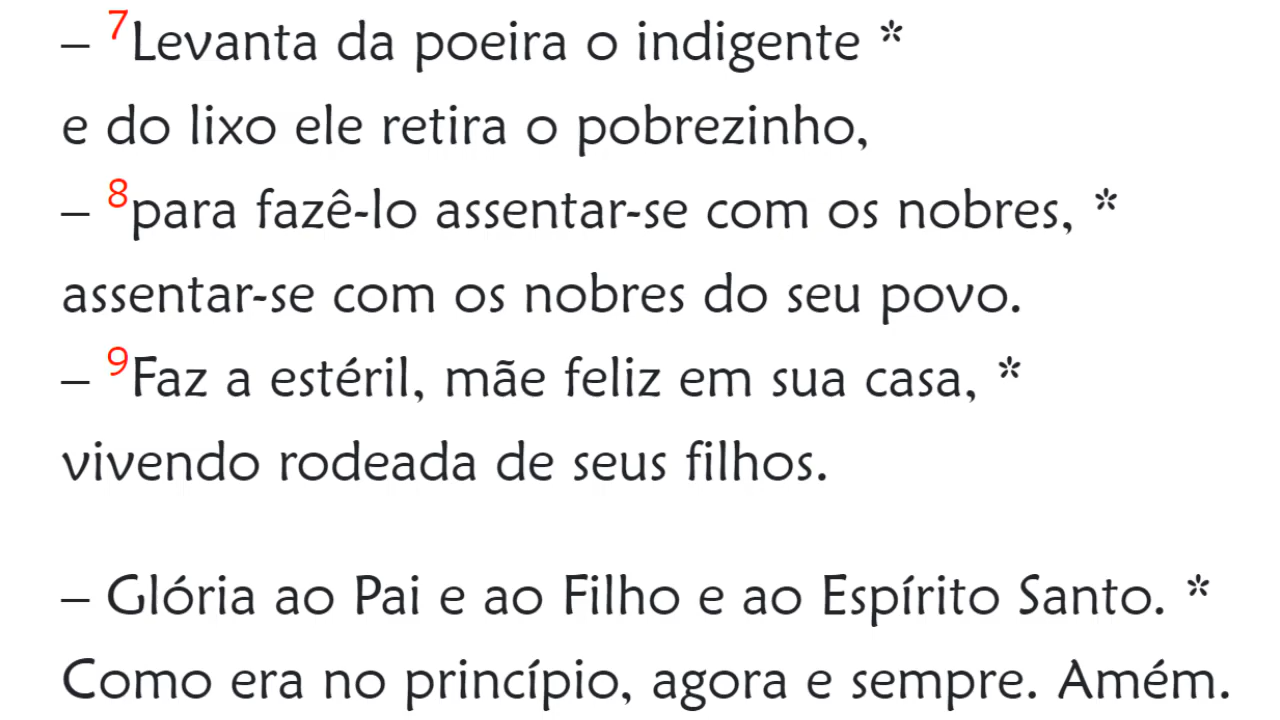 – 7Levanta da poeira o indigente *
e do lixo ele retira o pobrezinho,
– 8para fazê-lo assentar-se com os nobres, *
assentar-se com os nobres do seu povo.
– 9Faz a estéril, mãe feliz em sua casa, *
vivendo rodeada de seus filhos.
– Glória ao Pai e ao Filho e ao Espírito Santo. *
Como era no princípio, agora e sempre. Amém.